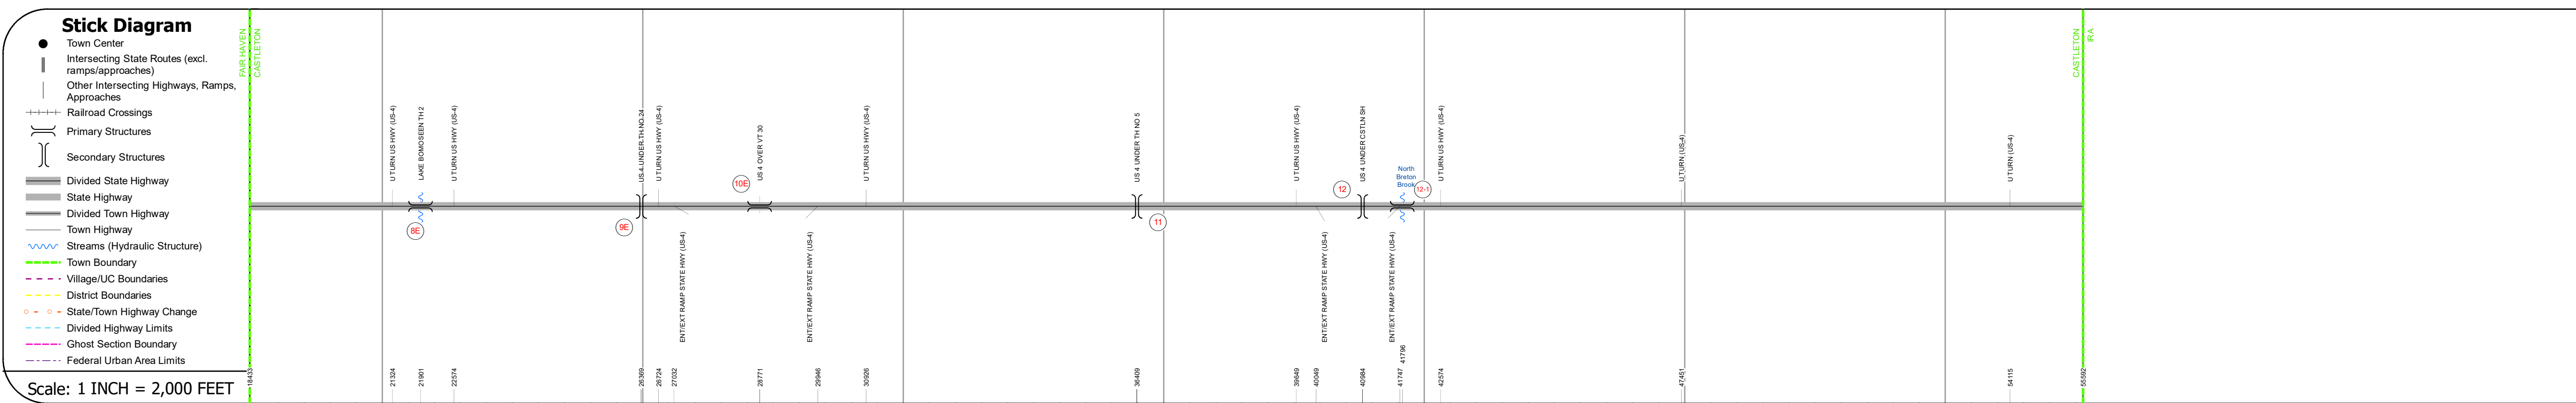 Stick Diagram
Town Center
Intersecting State Routes (excl.
ramps/approaches)
Other Intersecting Highways, Ramps,
Approaches
Railroad Crossings
Primary Structures
Secondary Structures
Divided State Highway
State Highway
Divided Town Highway
Town Highway
Streams (Hydraulic Structure)
Town Boundary
Village/UC Boundaries
District Boundaries
State/Town Highway Change
Divided Highway Limits
Ghost Section Boundary
Federal Urban Area Limits
Scale: 1 INCH = 2,000 FEET
FAIR HAVEN
CASTLETON
CASTLETON
IRA
U TURN US HWY (US-4)
LAKE BOMOSEEN TH 2
U TURN US HWY (US-4)
US 4 UNDER TH NO 24
U TURN US HWY (US-4)
US 4 OVER VT 30
U TURN US HWY (US-4)
US 4 UNDER TH NO 5
U TURN US HWY (US-4)
US 4 UNDER CSTLN SH
North
Breton
Brook
U TURN US HWY (US-4)
U TURN (US-4)
U TURN (US-4)
8E
9E
10E
11
12
12-1
ENT/EXT RAMP STATE HWY (US-4)
ENT/EXT RAMP STATE HWY (US-4)
ENT/EXT RAMP STATE HWY (US-4)
ENT/EXT RAMP STATE HWY (US-4)
18433
21324
21901
22574
26369
26724
27032
28771
29946
30926
36409
39649
40049
40984
41747
41796
42574
47451
54115
55592